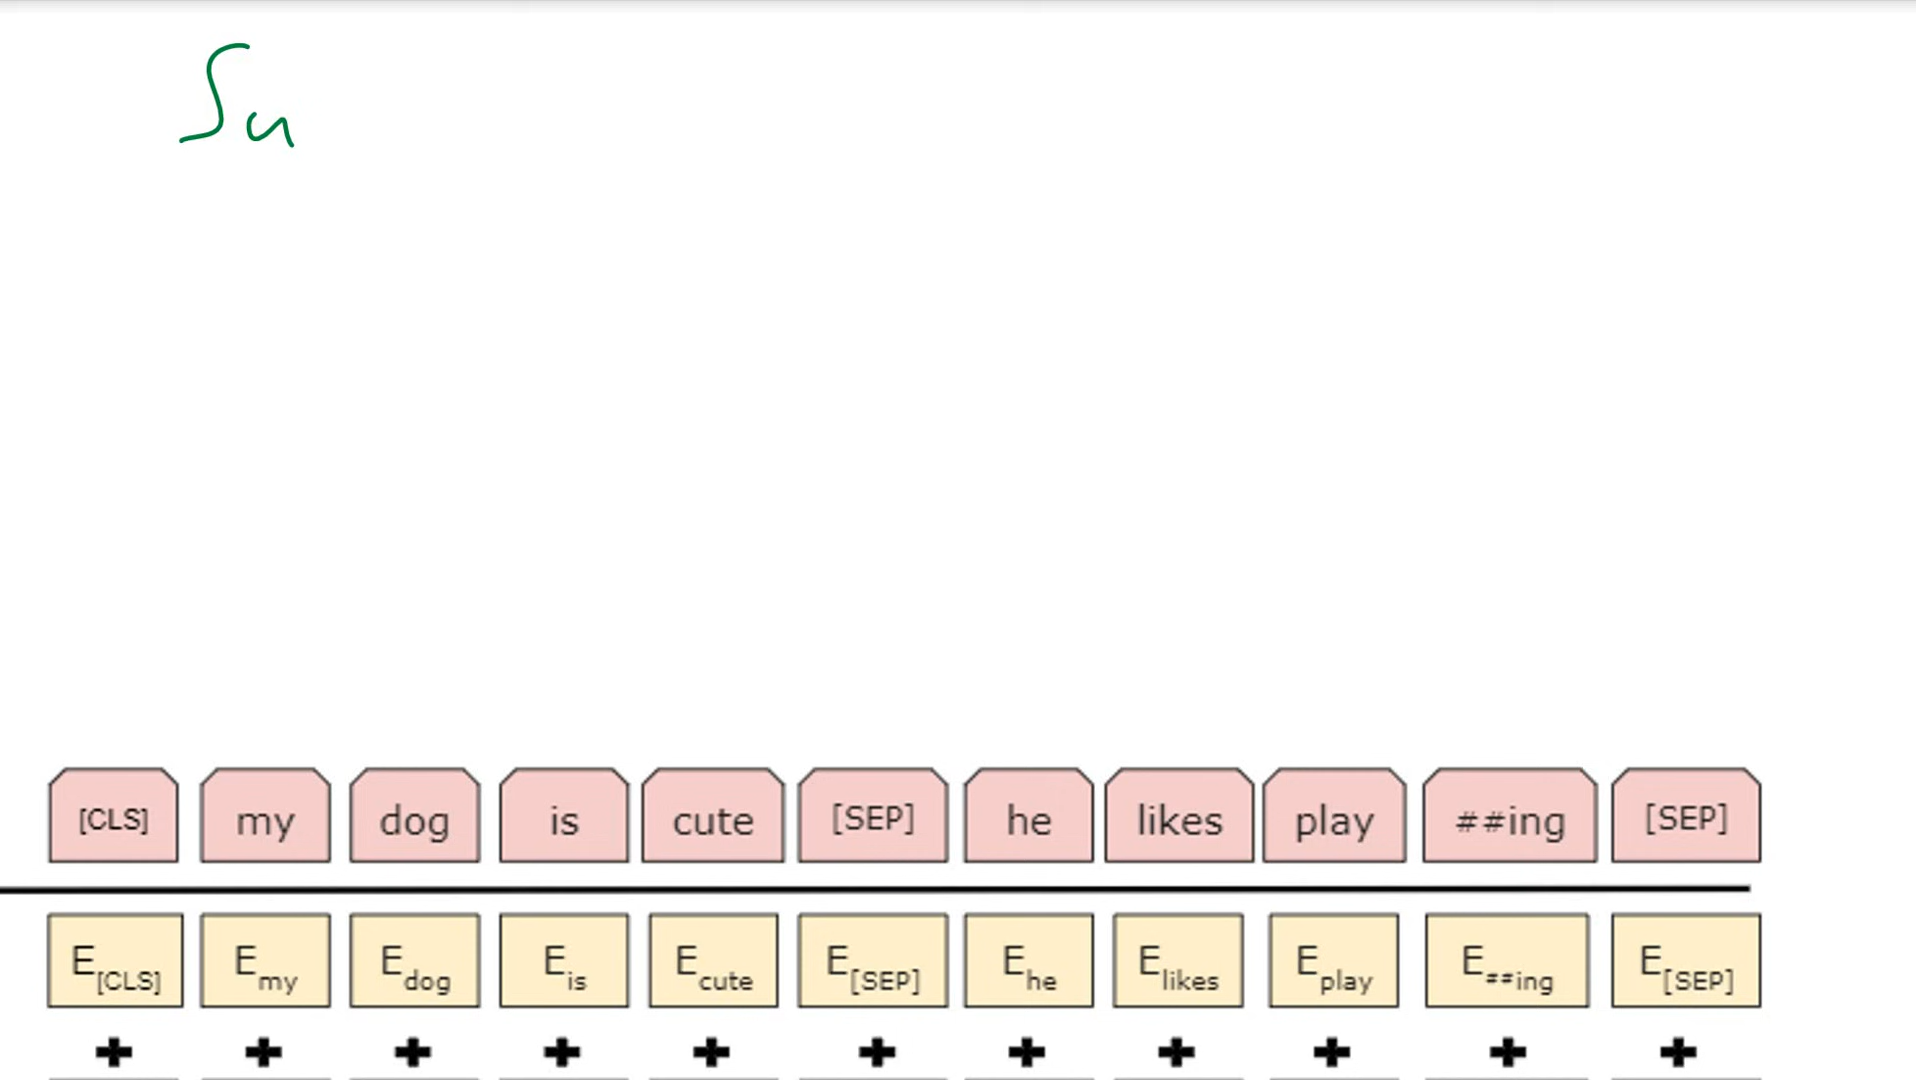 Su
[CLS] my dog is cute [SEP] he likes play ##ing [SEP]
E[CLS] Emy Edog Eis Ecute E[SEP] Ehe Elikes Eplay E##ing E[SEP]
+ + + + + + + + + + +